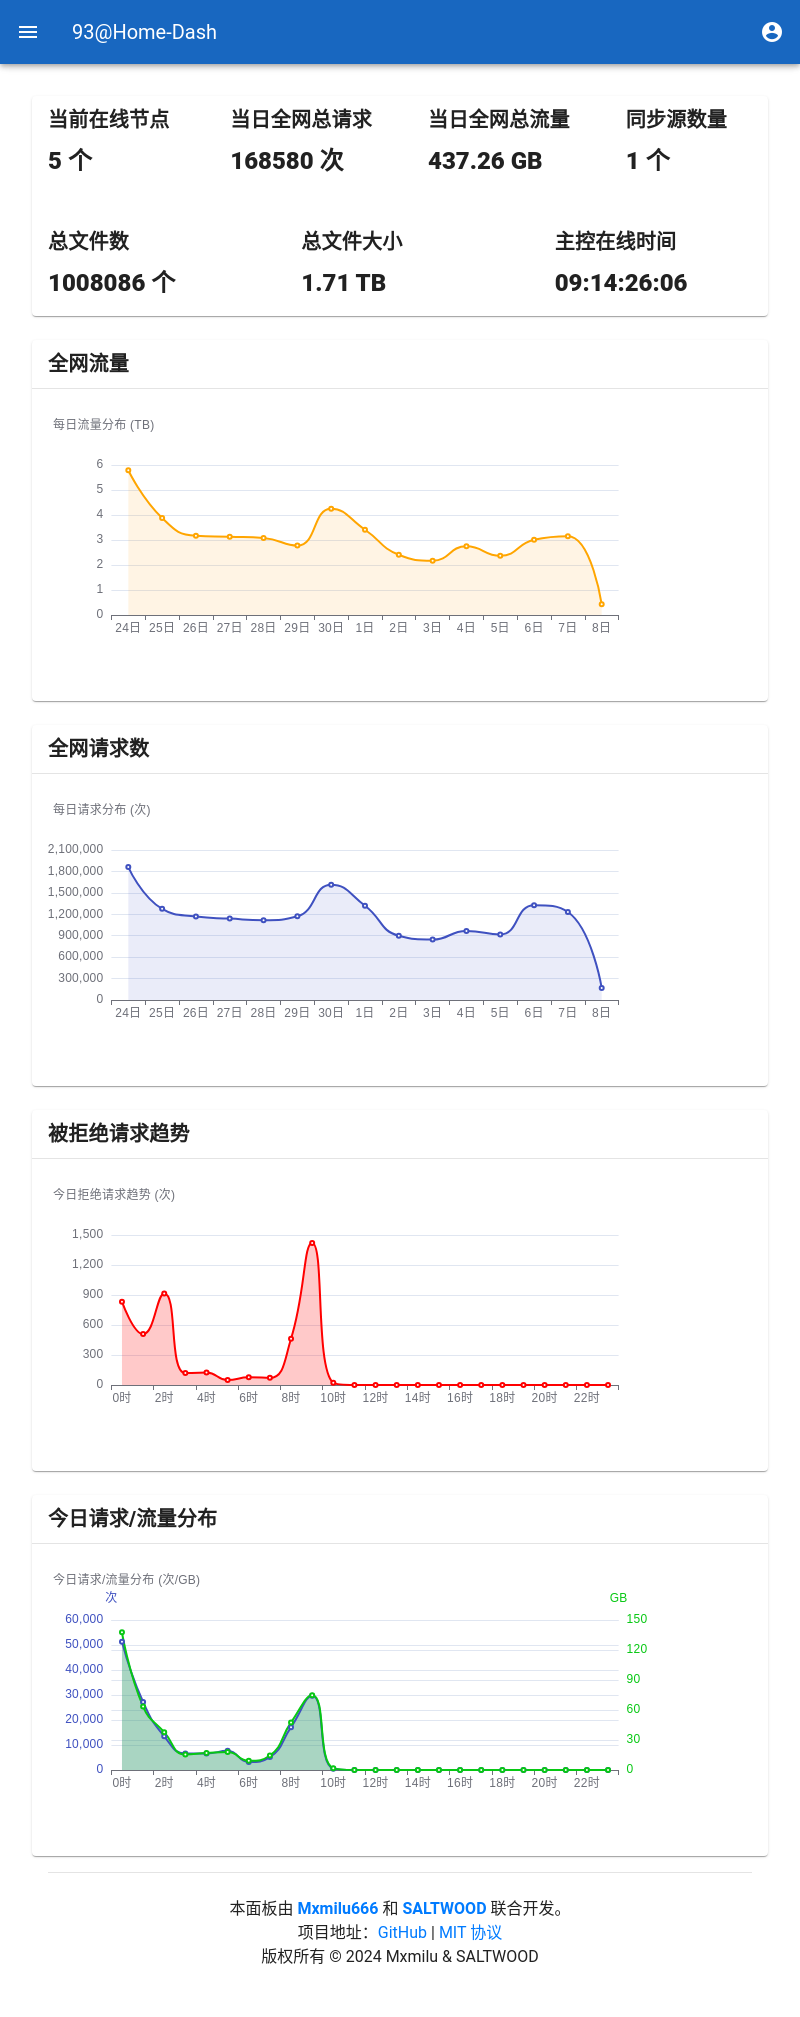 93@Home-Dash
当前在线节点 当日全网总请求 当日全网总流量 同步源数量
5 个 168580 次 437.26 GB 1 个
总文件数 总文件大小 主控在线时间
1008086 个 1.71 TB 09:14:26:06
全网流量
每日流量分布 (TB)
6
5
4
3
2
1
0
24日 25日 26日 27日 28日 29日 30日 1日 2日 3日 4日 5日 6日 7日 8日
全网请求数
每日请求分布 (次)
2,100,000
1,800,000
1,500,000
1,200,000
900,000
600,000
300,000
0
24日 25日 26日 27日 28日 29日 30日 1日 2日 3日 4日 5日 6日 7日 8日
被拒绝请求趋势
今日拒绝请求趋势 (次)
1,500
1,200
900
600
300
0
0时 2时 4时 6时 8时 10时 12时 14时 16时 18时 20时 22时
今日请求/流量分布
今日请求/流量分布 (次/GB)
次 GB
60,000 150
50,000 120
40,000 90
30,000 60
20,000 30
10,000 0
0
0时 2时 4时 6时 8时 10时 12时 14时 16时 18时 20时 22时
本面板由 Mxmilu666 和 SALTWOOD 联合开发。
项目地址：GitHub | MIT 协议
版权所有 © 2024 Mxmilu & SALTWOOD